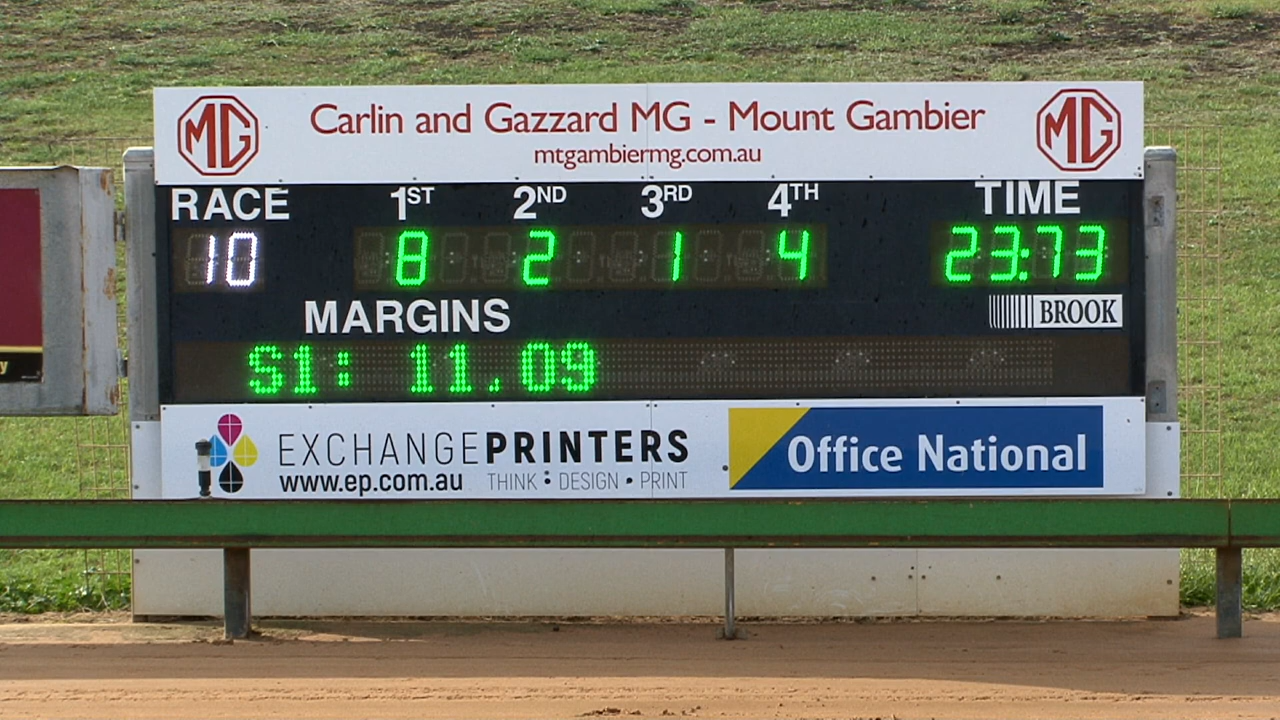 MG Carlin and Gazzard MG - Mount Gambier MG
mtgambiermg.com.au
RACE 1ST 2ND 3RD 4TH TIME
10 8 2 1 4 23:73
MARGINS BROOK
S1: 11.09
EXCHANGEPRINTERS
www.ep.com.au THINK : DESIGN • PRINT
Office National